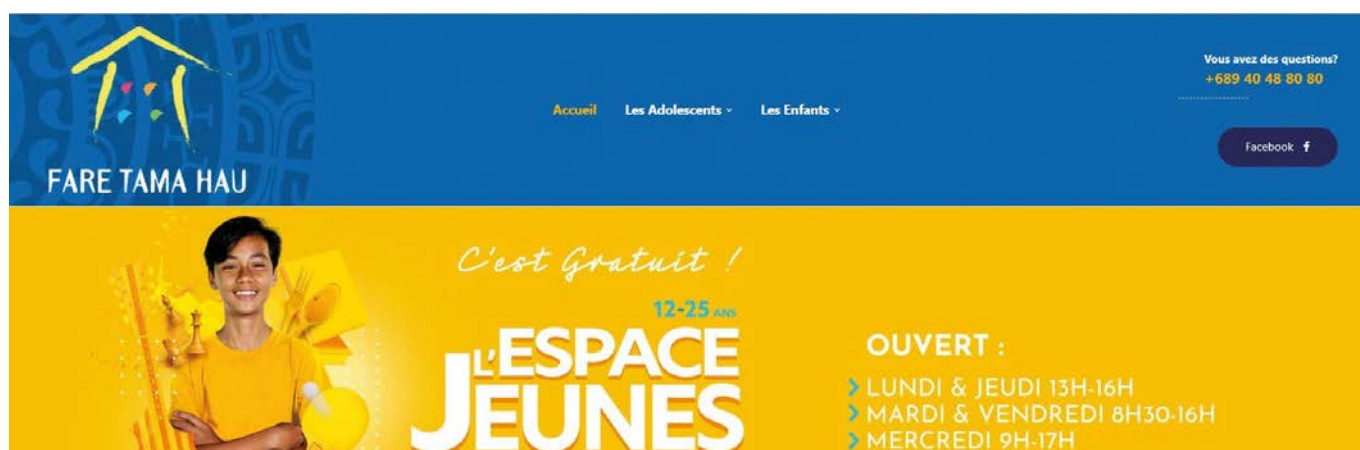 FARE TAMA HAU
Accueil
Les Adolescents
Les Enfants
Vous avez des questions?
+689 40 48 80 80
Facebook
C'est Gratuit !
12-25 ANS
L'ESPACE
JEUNES
OUVERT :
LUNDI & JEUDI 13H-16H
MARDI & VENDREDI 8H30-16H
MERCREDI 9H-17H